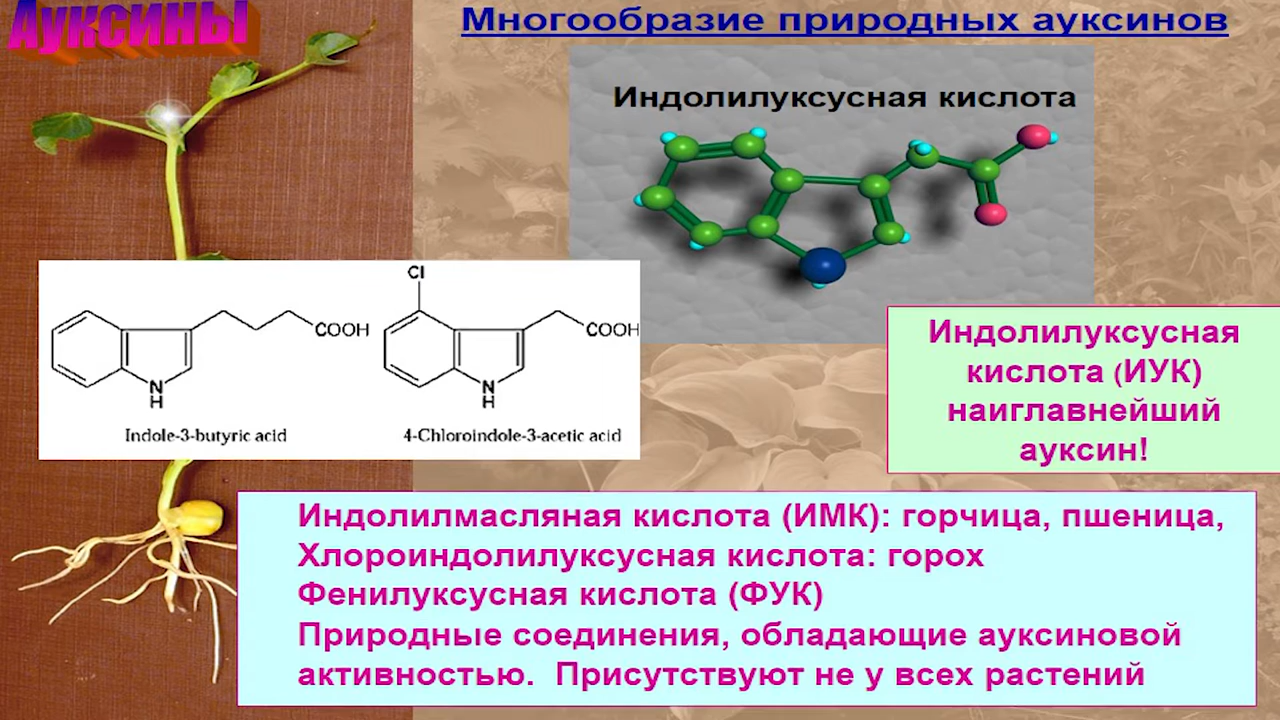 Ауксины
Многообразие природных ауксинов
Индолилуксусная кислота
Cl
COOH
COOH
N
H
N
H
Indole-3-butyric acid
4-Chloroindole-3-acetic acid
Индолилуксусная
кислота (ИУК)
наиглавнейший
ауксин!
Индолилмасляная кислота (ИМК): горчица, пшеница,
Хлороиндолилуксусная кислота: горох
Фенилуксусная кислота (ФУК)
Природные соединения, обладающие ауксиновой
активностью. Присутствуют не у всех растений